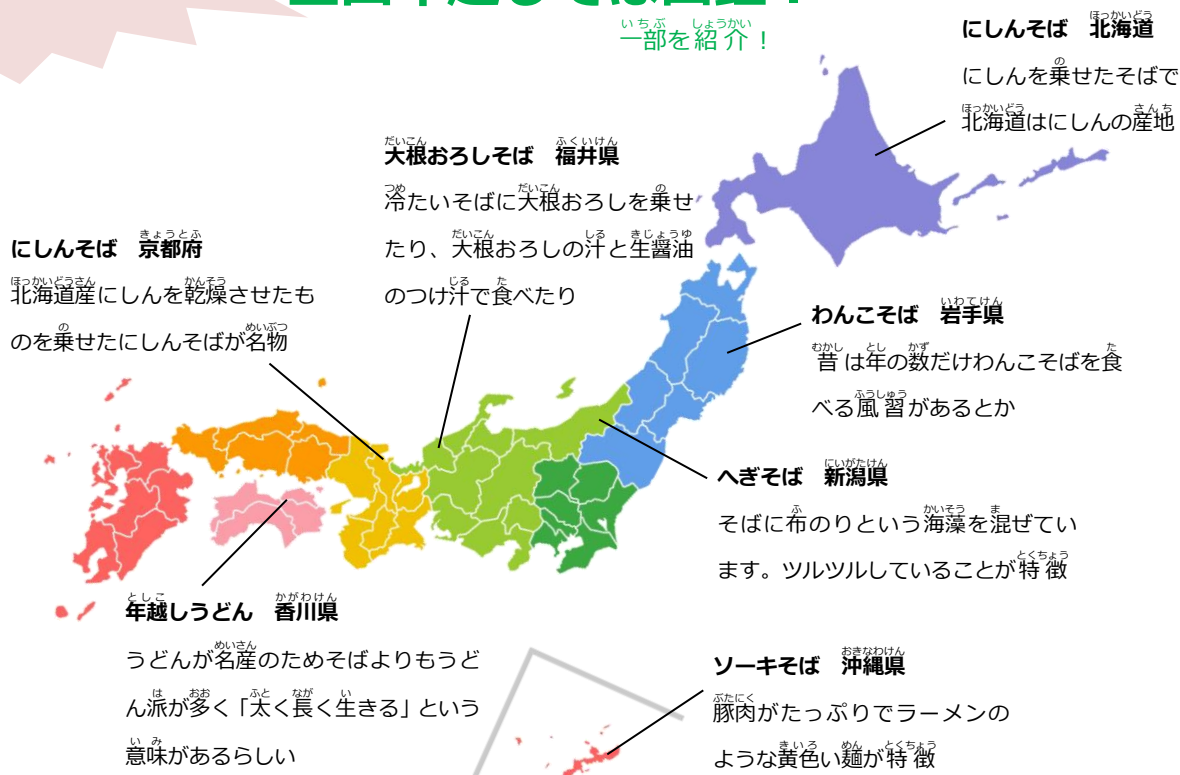 一部を紹介！
にしんそば　北海道
にしんを乗せたそばで
北海道はにしんの産地
大根おろしそば　福井県
冷たいそばに大根おろしを乗せ
たり、大根おろしの汁と生醤油
のつけ汁で食べたり
にしんそば　京都府
北海道産にしんを乾燥させたも
のを乗せたにしんそばが名物
わんこそば　岩手県
昔は年の数だけわんこそばを食
べる風習があるとか
へぎそば　新潟県
そばに布のりという海藻を混ぜてい
ます。ツルツルしていることが特徴
年越しうどん　香川県
うどんが名産のためそばよりもうど
ん派が多く「太く長く生きる」という
意味があるらしい
ソーキそば　沖縄県
豚肉がたっぷりでラーメンの
ような黄色い麺が特徴